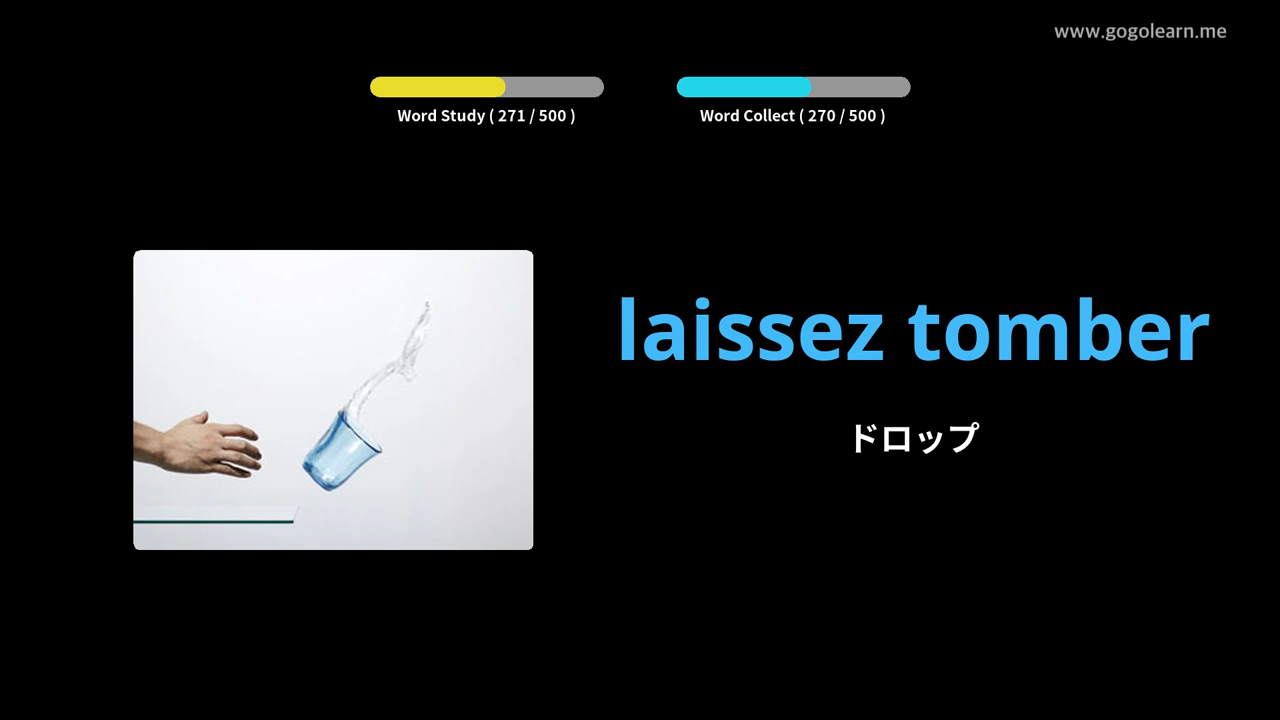 www.gogolearn.me
Word Study ( 271 / 500 )
Word Collect ( 270 / 500 )
laissez tomber
ドロップ